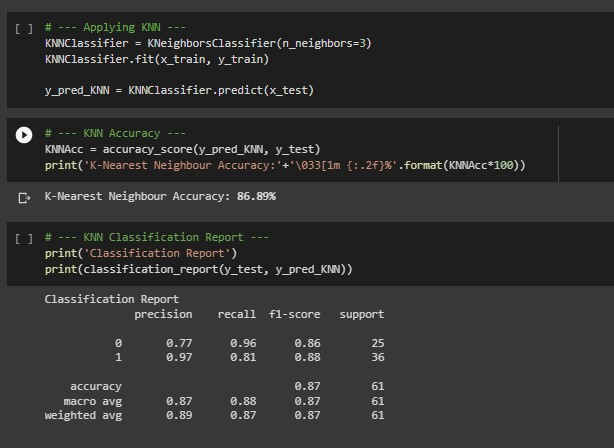 [ ] # --- Applying KNN ---
KNNClassifier = KNeighborsClassifier(n_neighbors=3)
KNNClassifier.fit(x_train, y_train)
y_pred_KNN = KNNClassifier.predict(x_test)
# --- KNN Accuracy ---
KNNAcc = accuracy_score(y_pred_KNN, y_test)
print('K-Nearest Neighbour Accuracy:'+'\033[1m {:.2f}%'.format(KNNAcc*100))
K-Nearest Neighbour Accuracy: 86.89%
[ ] # --- KNN Classification Report ---
print('Classification Report')
print(classification_report(y_test, y_pred_KNN))
Classification Report
precision recall f1-score support
0 0.77 0.96 0.86 25
1 0.97 0.81 0.88 36
accuracy 0.87 61
macro avg 0.87 0.88 0.87 61
weighted avg 0.89 0.87 0.87 61